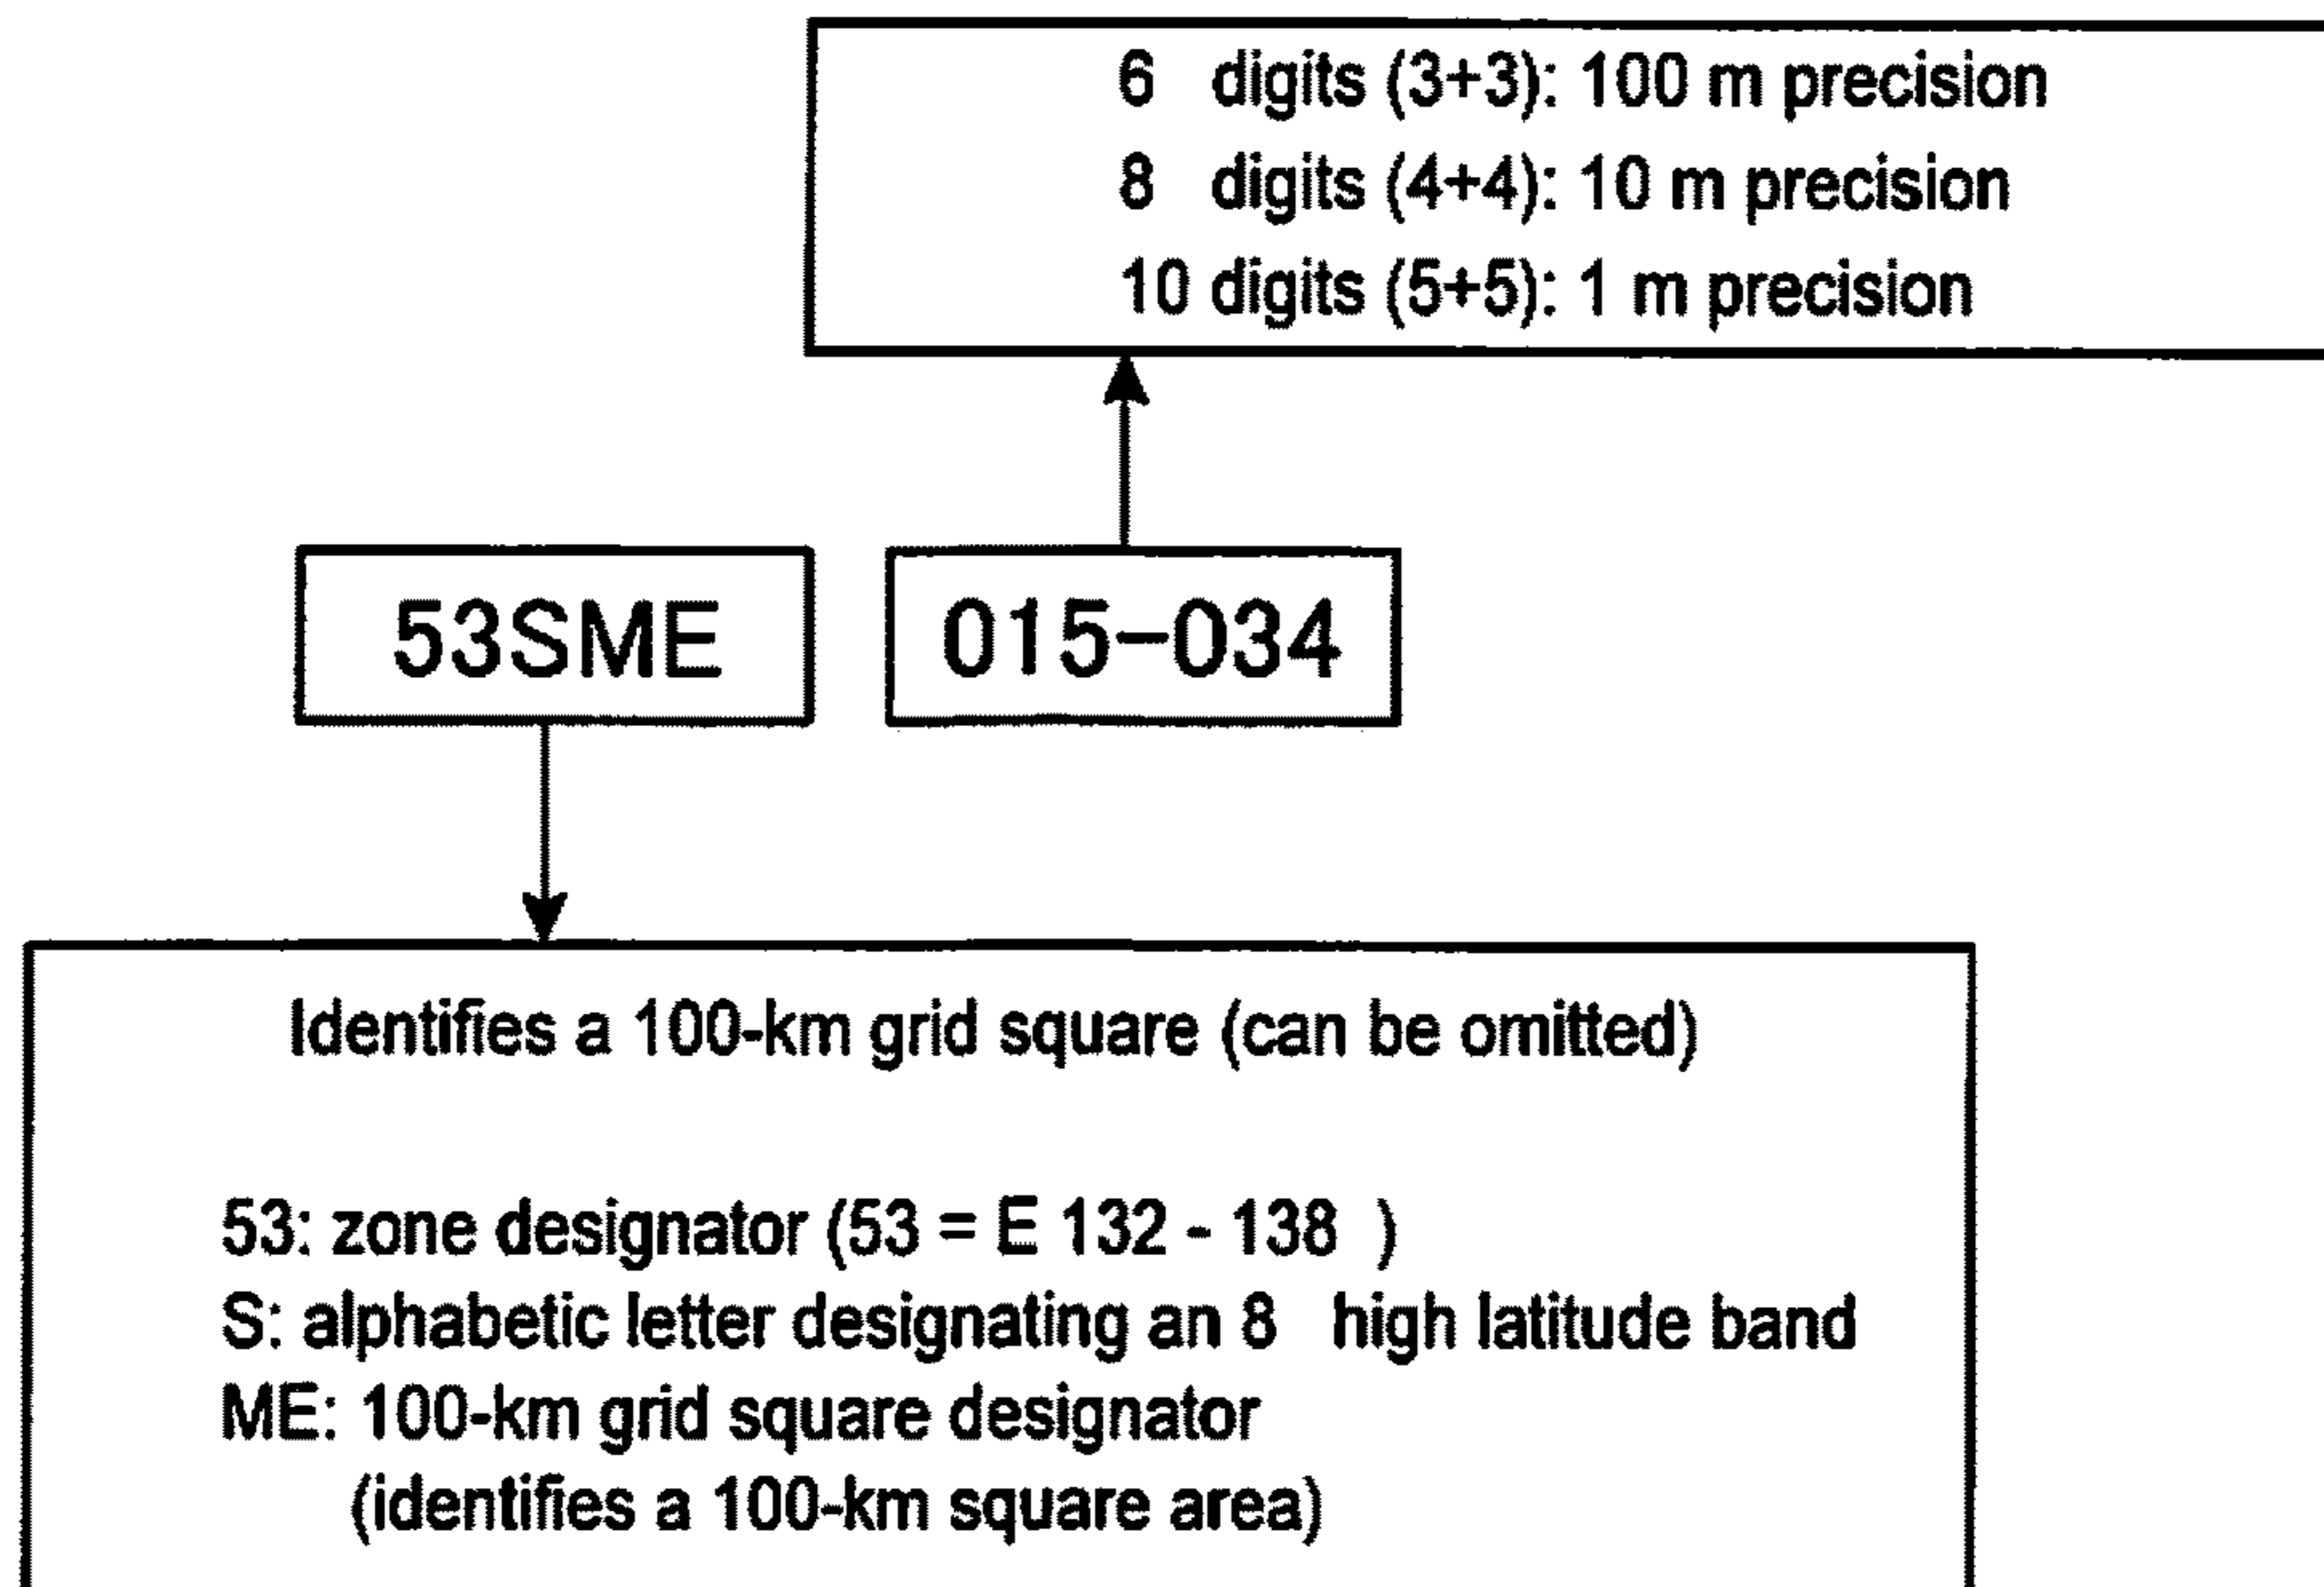 6 digits (3+3): 100 m precision
8 digits (4+4): 10 m precision
10 digits (5+5): 1 m precision
53SME
015-034
Identifies a 100-km grid square (can be omitted)
53: zone designator (53 = E 132 - 138 )
S: alphabetic letter designating an 8 high latitude band
ME: 100-km grid square designator
(identifies a 100-km square area)